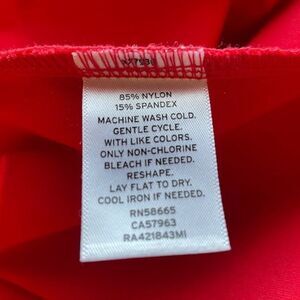 85% NYLON
15% SPANDEX
MACHINE WASH COLD.
GENTLE CYCLE.
WITH LIKE COLORS.
ONLY NON-CHLORINE
BLEACH IF NEEDED.
RESHAPE.
LAY FLAT TO DRY.
COOL IRON IF NEEDED.
RN58665
CA57963
RA421843MI